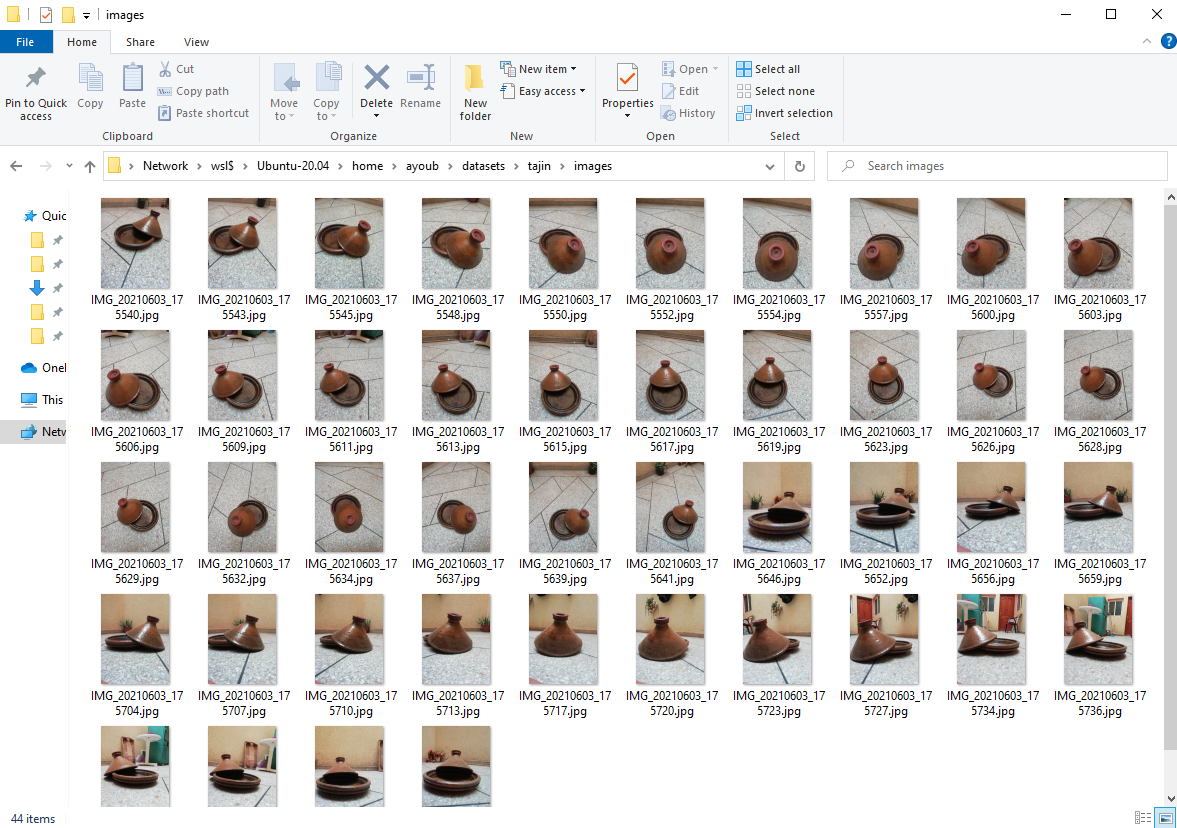 images
File
Home
Share
View
Pin to Quick access
Copy
Paste
Cut
Copy path
Paste shortcut
Clipboard
Move to
Copy to
Delete
Rename
Organize
New folder
New item
Easy access
New
Properties
Open
Edit
History
Open
Select all
Select none
Invert selection
Select
Network > wsl$ > Ubuntu-20.04 > home > ayoub > datasets > tajin > images
Search images
Quic
Onel
This
Netw
IMG_20210603_175540.jpg
IMG_20210603_175543.jpg
IMG_20210603_175545.jpg
IMG_20210603_175548.jpg
IMG_20210603_175550.jpg
IMG_20210603_175552.jpg
IMG_20210603_175554.jpg
IMG_20210603_175557.jpg
IMG_20210603_175600.jpg
IMG_20210603_175603.jpg
IMG_20210603_175606.jpg
IMG_20210603_175609.jpg
IMG_20210603_175611.jpg
IMG_20210603_175613.jpg
IMG_20210603_175615.jpg
IMG_20210603_175617.jpg
IMG_20210603_175619.jpg
IMG_20210603_175623.jpg
IMG_20210603_175626.jpg
IMG_20210603_175628.jpg
IMG_20210603_175629.jpg
IMG_20210603_175632.jpg
IMG_20210603_175634.jpg
IMG_20210603_175637.jpg
IMG_20210603_175639.jpg
IMG_20210603_175641.jpg
IMG_20210603_175646.jpg
IMG_20210603_175652.jpg
IMG_20210603_175656.jpg
IMG_20210603_175659.jpg
IMG_20210603_175704.jpg
IMG_20210603_175707.jpg
IMG_20210603_175710.jpg
IMG_20210603_175713.jpg
IMG_20210603_175717.jpg
IMG_20210603_175720.jpg
IMG_20210603_175723.jpg
IMG_20210603_175727.jpg
IMG_20210603_175734.jpg
IMG_20210603_175736.jpg
44 items